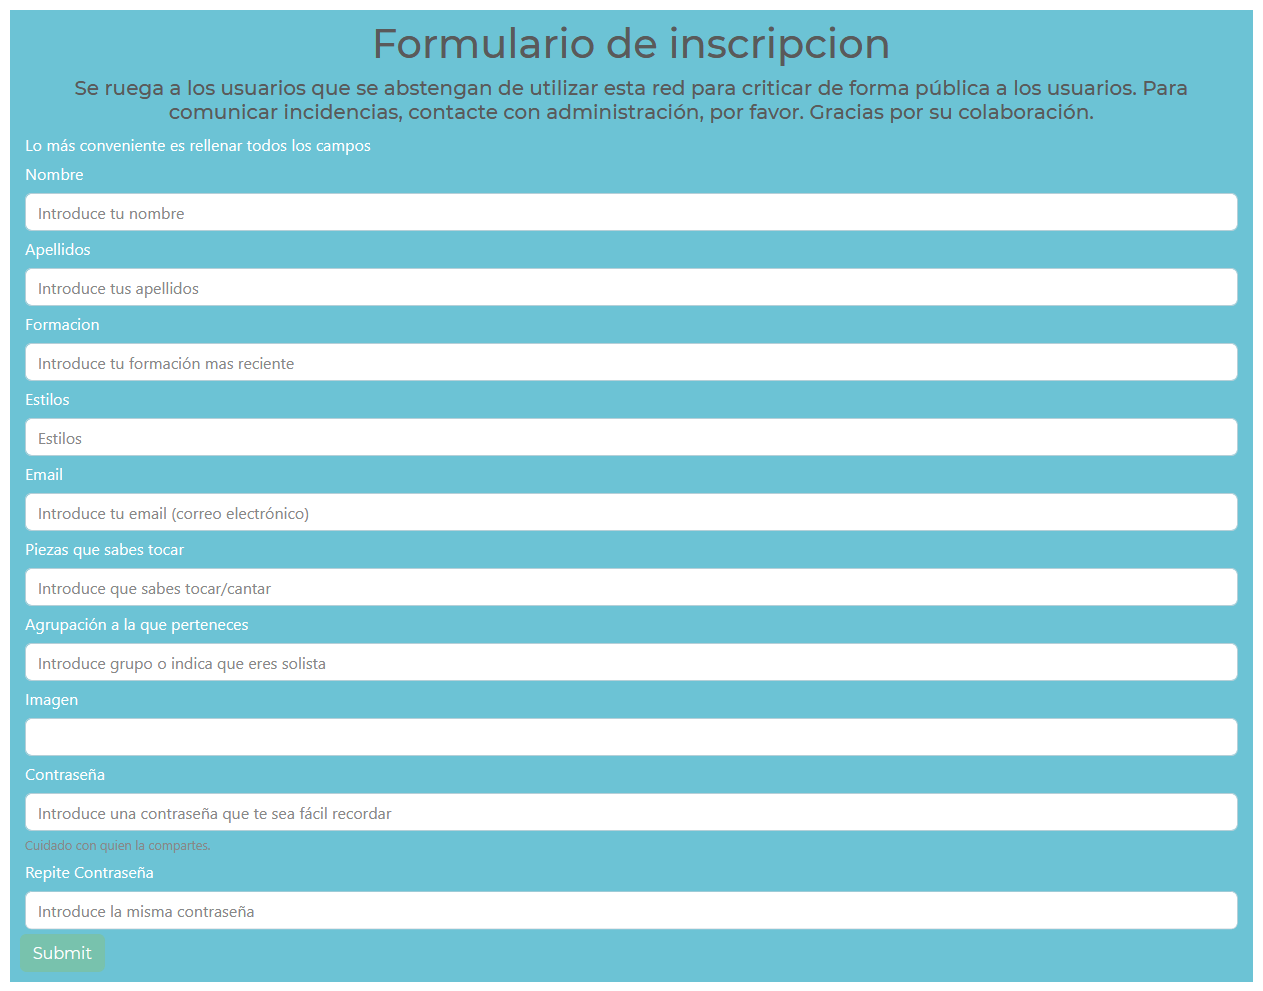 Formulario de inscripcion
Se ruega a los usuarios que se abstengan de utilizar esta red para criticar de forma pública a los usuarios. Para
comunicar incidencias, contacte con administración, por favor. Gracias por su colaboración.
Lo más conveniente es rellenar todos los campos
Nombre
Introduce tu nombre
Apellidos
Introduce tus apellidos
Formacion
Introduce tu formación mas reciente
Estilos
Estilos
Email
Introduce tu email (correo electrónico)
Piezas que sabes tocar
Introduce que sabes tocar/cantar
Agrupación a la que perteneces
Introduce grupo o indica que eres solista
Imagen
Contraseña
Introduce una contraseña que te sea fácil recordar
Cuidado con quien la compartes.
Repite Contraseña
Introduce la misma contraseña
Submit